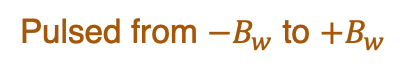 Pulsed from −B_w to +B_w